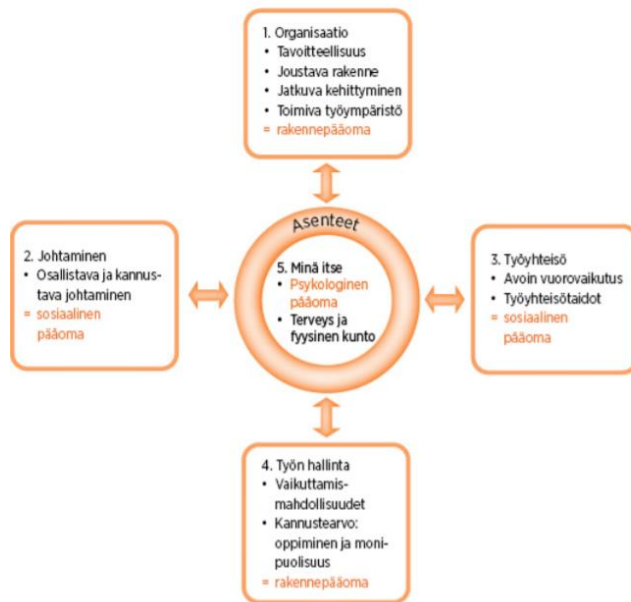 1. Organisaatio
• Tavoitteellisuus
• Joustava rakenne
• Jatkuva kehittyminen
• Toimiva työympäristö
= rakennepääoma
2. Johtaminen
• Osallistava ja kannus-
tava johtaminen
= sosiaalinen
pääoma
Asenteet
5. Minä itse
• Psykologinen
pääoma
• Terveys ja
fyysinen kunto
3. Työyhteisö
• Avoin vuorovaikutus
• Työyhteisötaidot
= sosiaalinen
pääoma
4. Työn hallinta
• Vaikuttamis-
mahdollisuudet
• Kannustearvo:
oppiminen ja moni-
puolisuus
= rakennepääoma